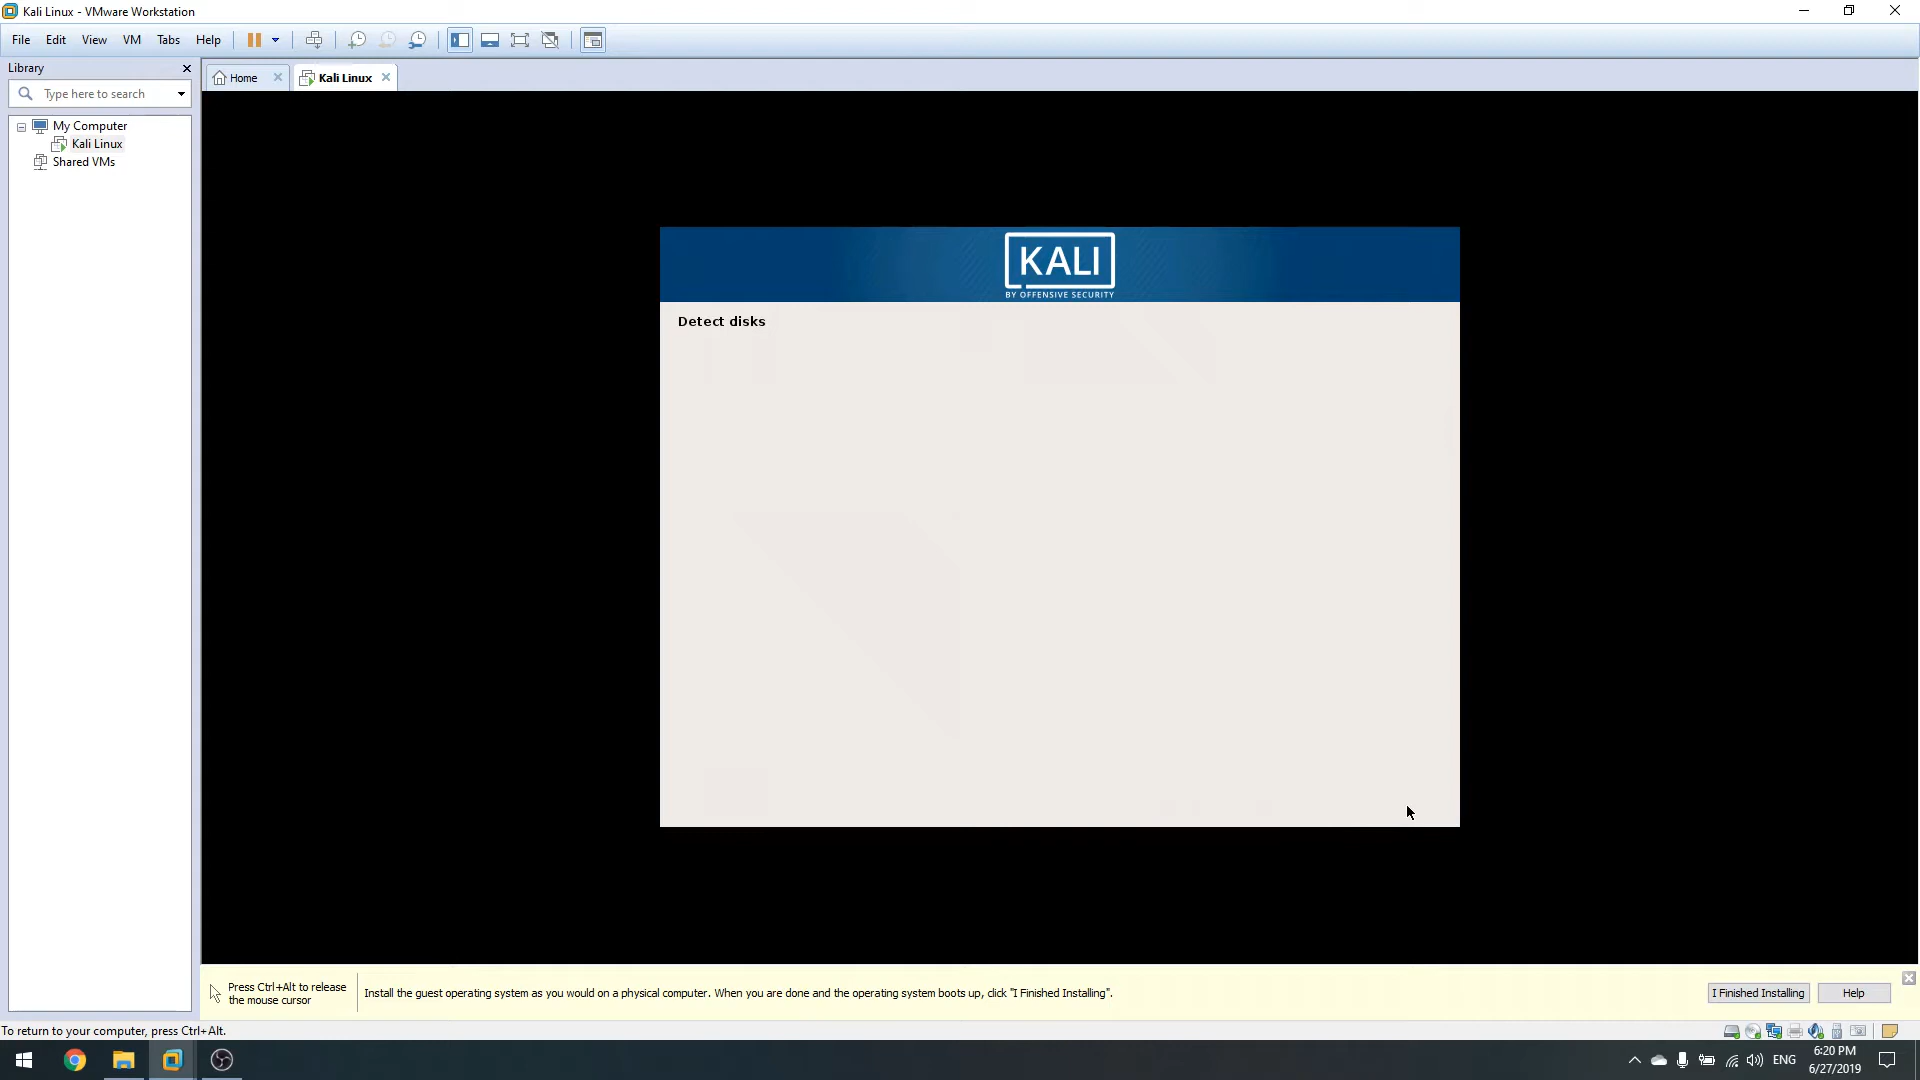 Kali Linux - VMware Workstation
File Edit View VM Tabs Help
Library
Home
Kali Linux
Type here to search
My Computer
Kali Linux
Shared VMs
KALI
BY OFFENSIVE SECURITY
Detect disks
Press Ctrl+Alt to release
the mouse cursor
Install the guest operating system as you would on a physical computer. When you are done and the operating system boots up, click "I Finished Installing".
I Finished Installing
Help
To return to your computer, press Ctrl+Alt.
ENG
6:20 PM
6/27/2019